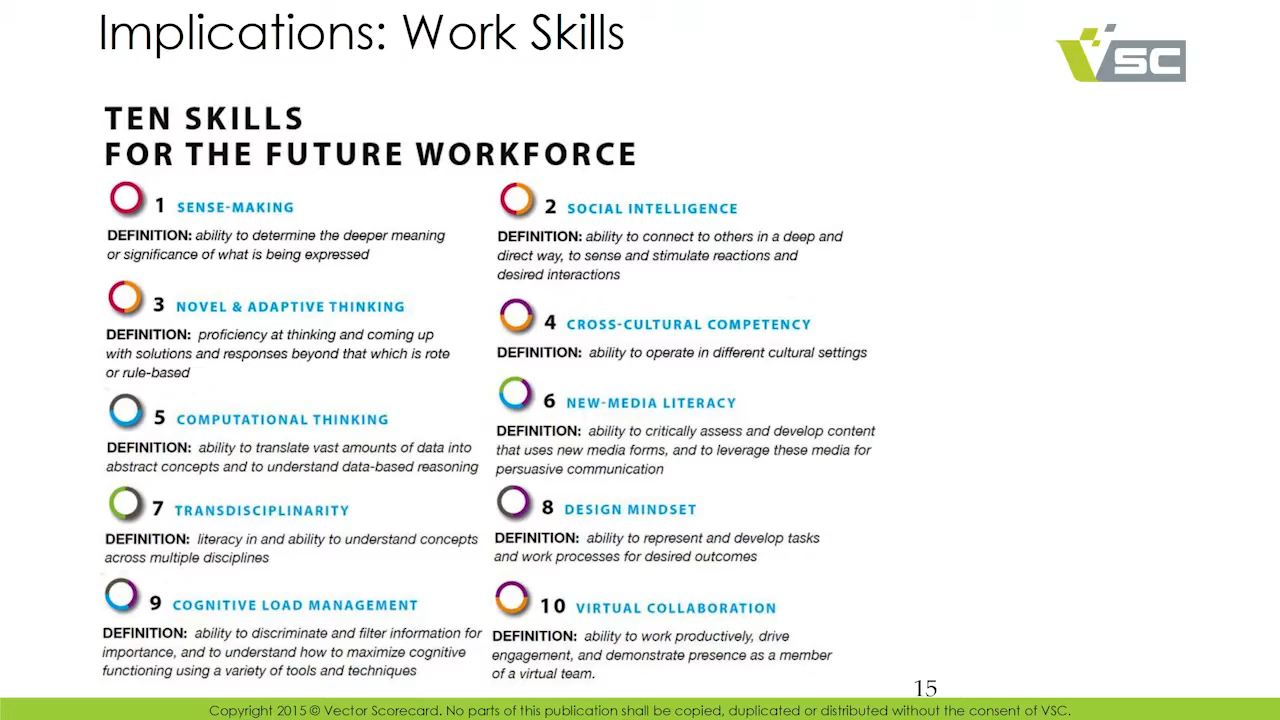 Implications: Work Skills
VSC
TEN SKILLS
FOR THE FUTURE WORKFORCE
1 SENSE-MAKING
DEFINITION: ability to determine the deeper meaning
or significance of what is being expressed
2 SOCIAL INTELLIGENCE
DEFINITION: ability to connect to others in a deep and
direct way, to sense and stimulate reactions and
desired interactions
3 NOVEL & ADAPTIVE THINKING
DEFINITION: proficiency at thinking and coming up
with solutions and responses beyond that which is rote
or rule-based
4 CROSS-CULTURAL COMPETENCY
DEFINITION: ability to operate in different cultural settings
5 COMPUTATIONAL THINKING
DEFINITION: ability to translate vast amounts of data into
abstract concepts and to understand data-based reasoning
6 NEW-MEDIA LITERACY
DEFINITION: ability to critically assess and develop content
that uses new media forms, and to leverage these media for
persuasive communication
7 TRANSDISCIPLINARITY
DEFINITION: literacy in and ability to understand concepts
across multiple disciplines
8 DESIGN MINDSET
DEFINITION: ability to represent and develop tasks
and work processes for desired outcomes
9 COGNITIVE LOAD MANAGEMENT
DEFINITION: ability to discriminate and filter information for
importance, and to understand how to maximize cognitive
functioning using a variety of tools and techniques
10 VIRTUAL COLLABORATION
DEFINITION: ability to work productively, drive
engagement, and demonstrate presence as a member
of a virtual team.
15
Copyright 2015 © Vector Scorecard. No parts of this publication shall be copied, duplicated or distributed without the consent of VSC.